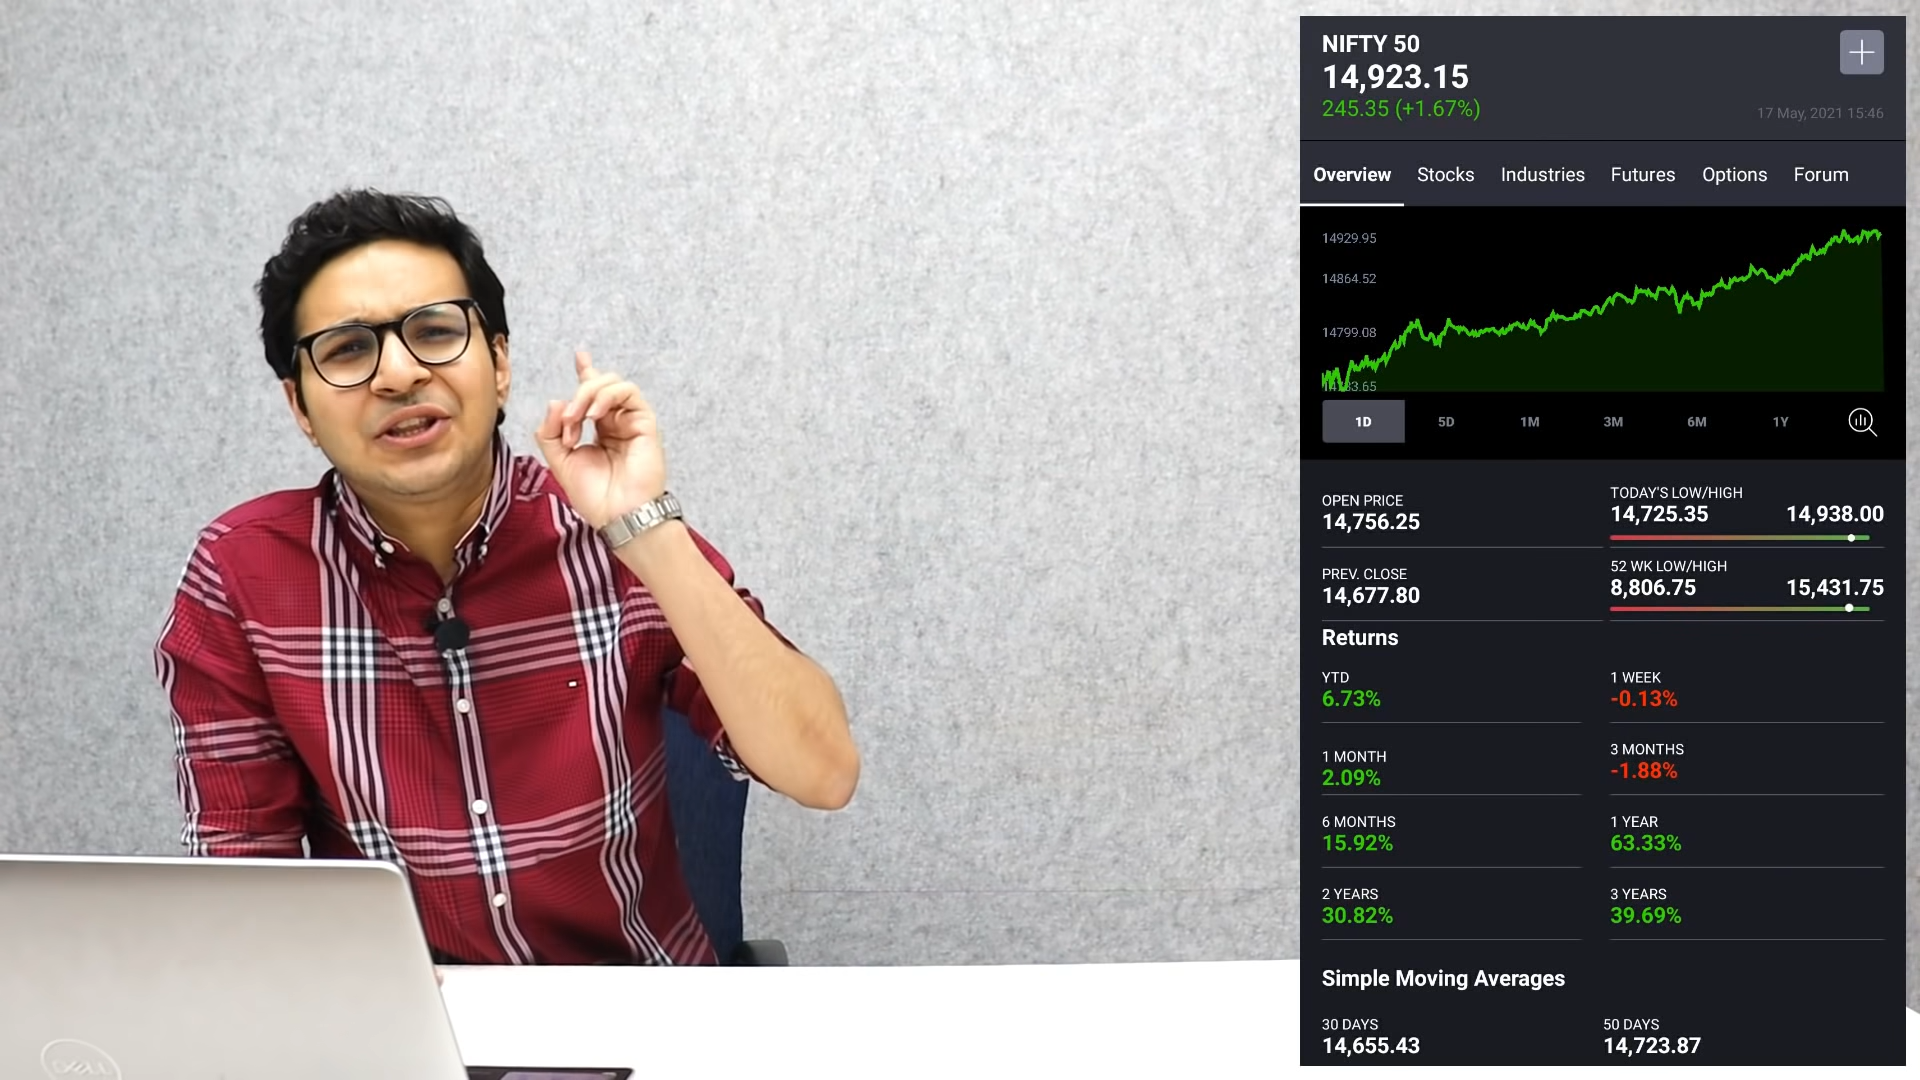 NIFTY 50
14,923.15
245.35 (+1.67%)
17 May, 2021 15:46
Overview Stocks Industries Futures Options Forum
14929.95
14864.52
14799.08
1D 5D 1M 3M 6M 1Y
OPEN PRICE
14,756.25
TODAY'S LOW/HIGH
14,725.35 14,938.00
PREV. CLOSE
14,677.80
52 WK LOW/HIGH
8,806.75 15,431.75
Returns
YTD
6.73%
1 WEEK
-0.13%
1 MONTH
2.09%
3 MONTHS
-1.88%
6 MONTHS
15.92%
1 YEAR
63.33%
2 YEARS
30.82%
3 YEARS
39.69%
Simple Moving Averages
30 DAYS
14,655.43
50 DAYS
14,723.87
DELL